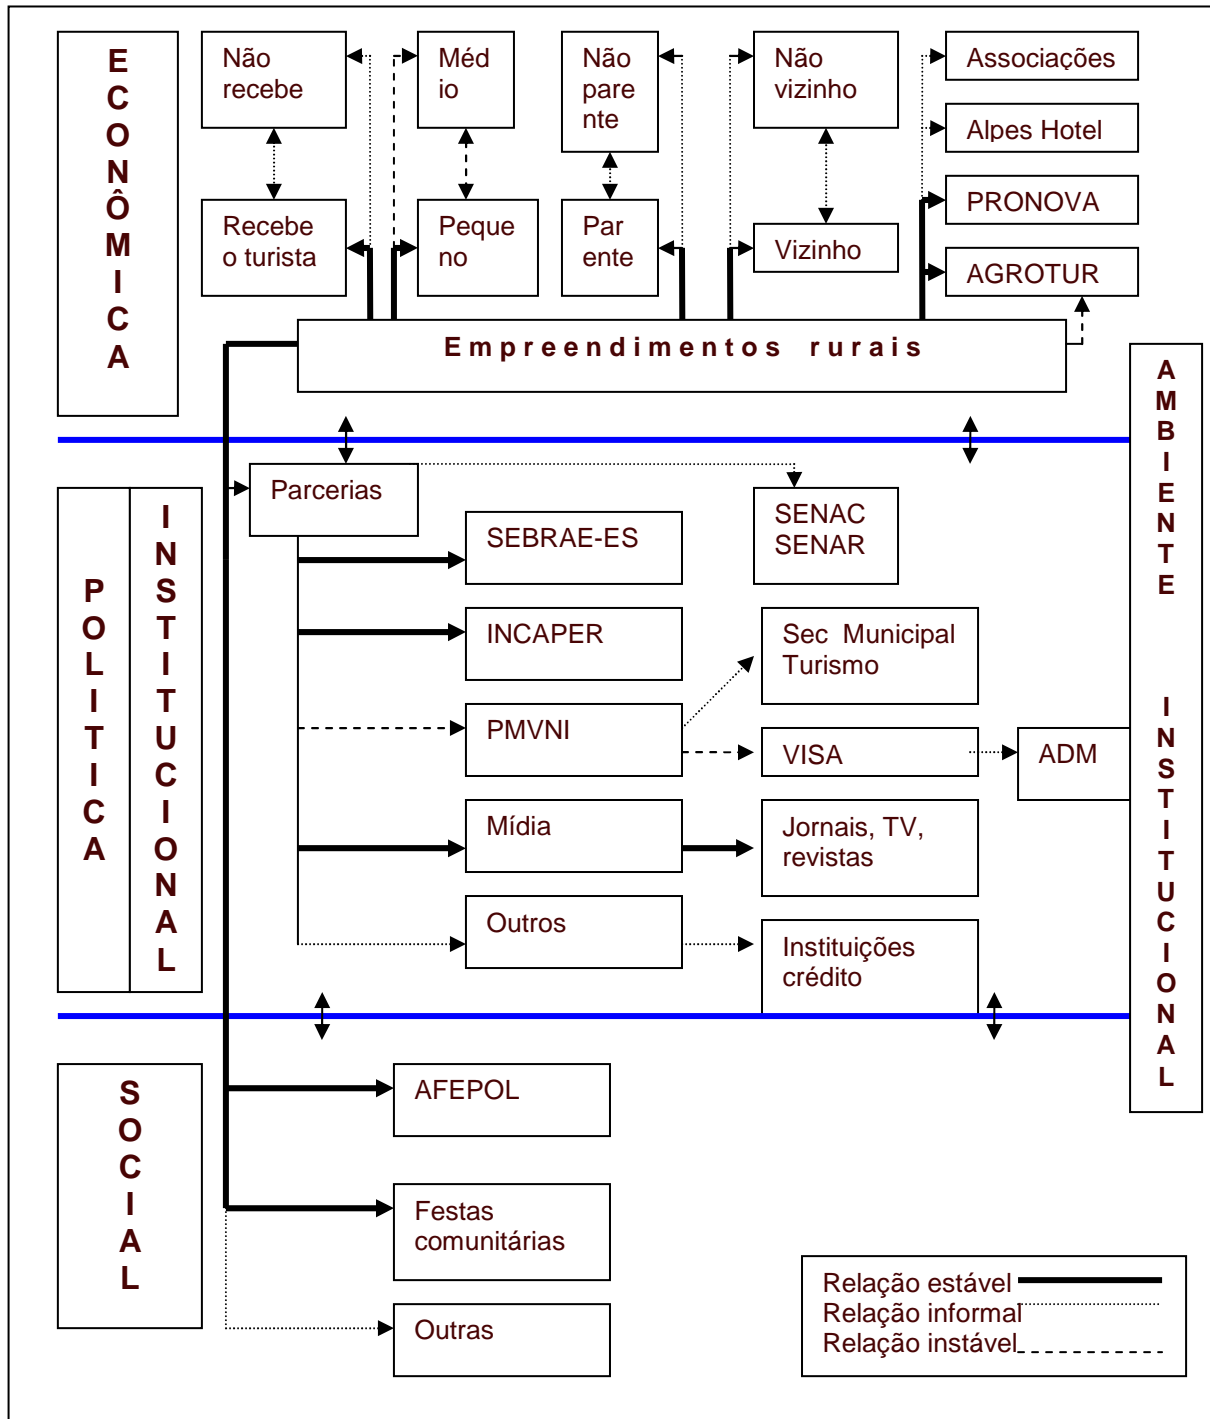 ECONÔMICA
Não
recebe
Méd
io
Não
pare
nte
Não
vizinho
Associações
Alpes Hotel
PRONOVA
AGROTUR
Recebe
o turista
Peque
no
Par
ente
Vizinho
Empreendimentos rurais
AMBIENTE INSTITUCIONAL
POLITICA
INSTITUCIONAL
Parcerias
SENAC
SENAR
SEBRAE-ES
INCAPER
Sec Municipal
Turismo
PMVNI
VISA
ADM
Mídia
Jornais, TV,
revistas
Outros
Instituições
crédito
SOCIAL
AFEPOL
Festas
comunitárias
Outras
Relação estável
Relação informal
Relação instável